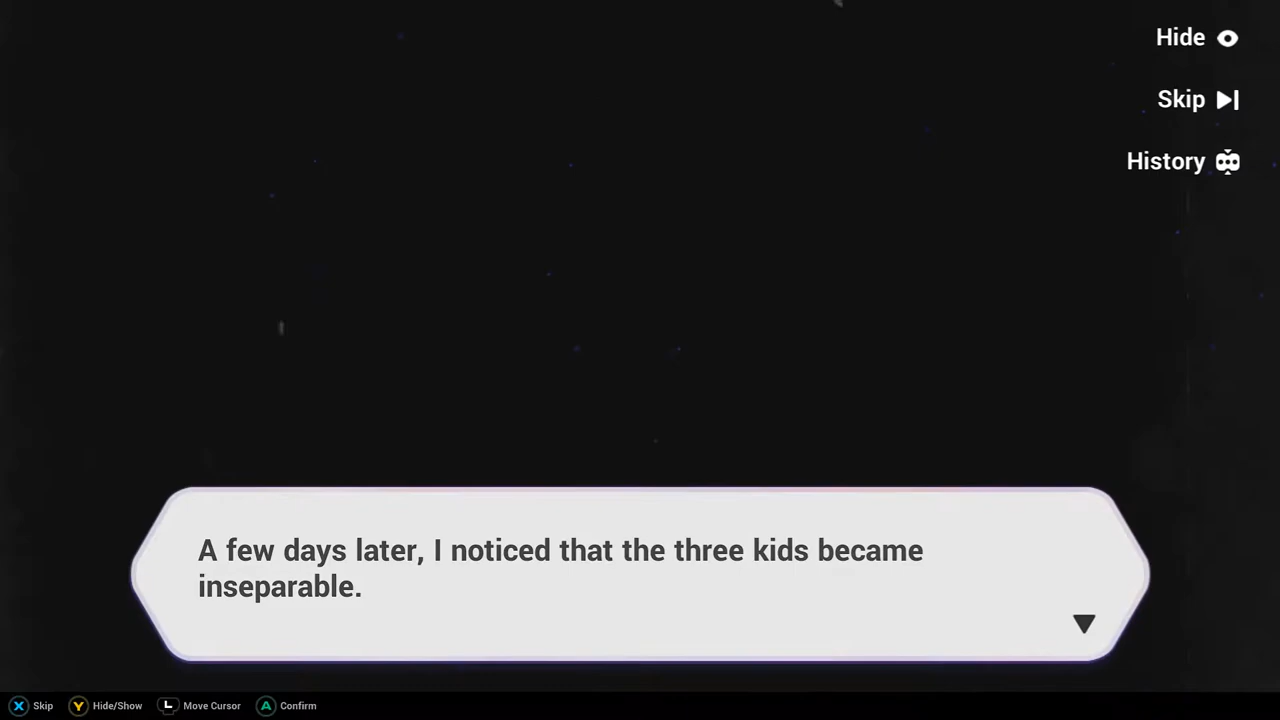 Hide
Skip
History
A few days later, I noticed that the three kids became
inseparable.
X Skip Y Hide/Show L Move Cursor A Confirm